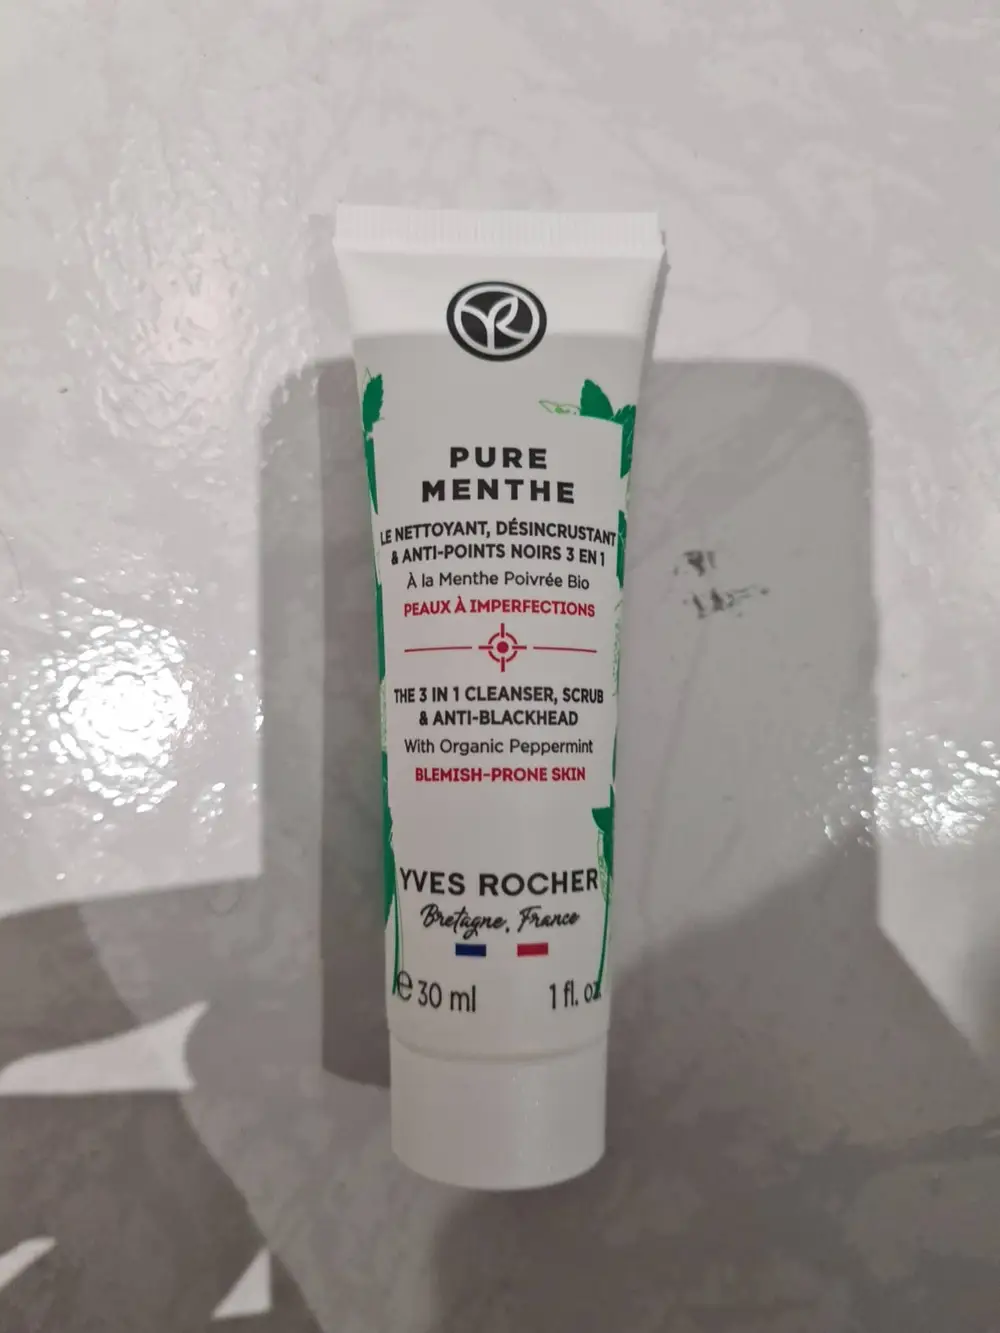 YR
PURE
MENTHE
LE NETTOYANT, DÉSINCRUSTANT
& ANTI-POINTS NOIRS 3 EN 1
À la Menthe Poivrée Bio
PEAUX À IMPERFECTIONS
THE 3 IN 1 CLEANSER, SCRUB
& ANTI-BLACKHEAD
With Organic Peppermint
BLEMISH-PRONE SKIN
YVES ROCHER
Bretagne, France
℮ 30 ml 1 fl. oz